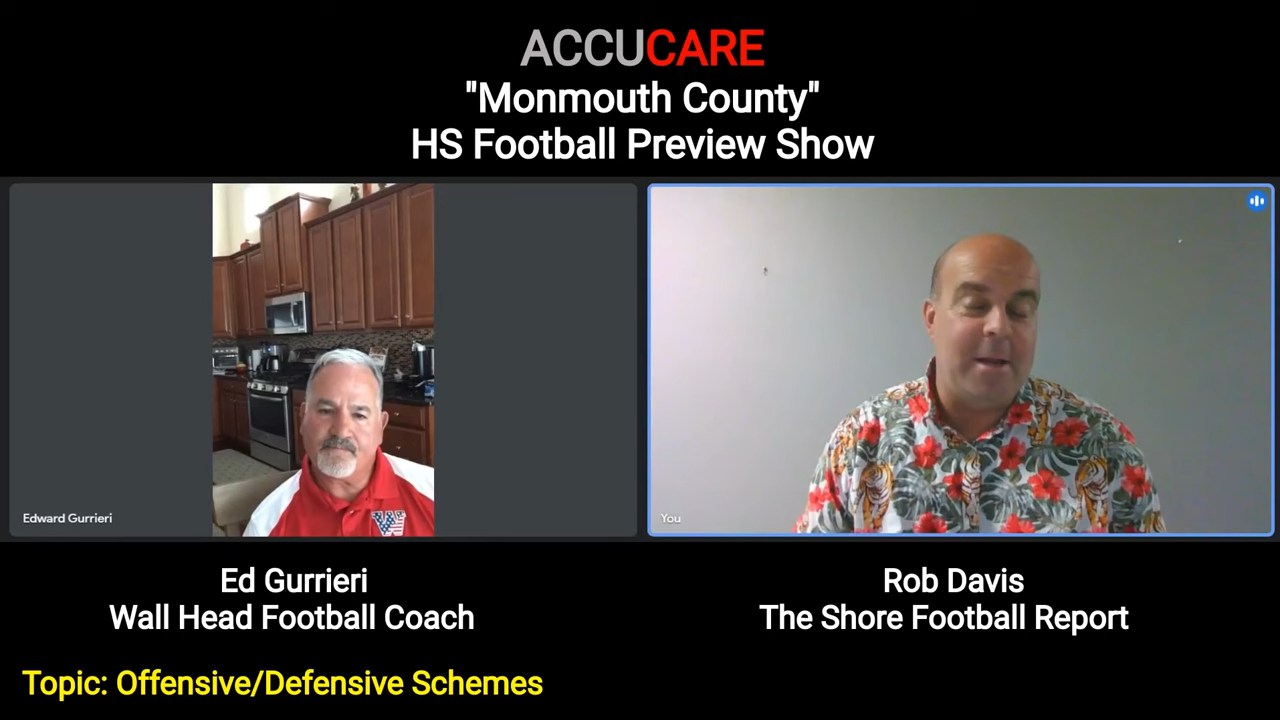 ACCUCARE
"Monmouth County"
HS Football Preview Show
W
Edward Gurrieri
You
Ed Gurrieri
Wall Head Football Coach
Rob Davis
The Shore Football Report
Topic: Offensive/Defensive Schemes